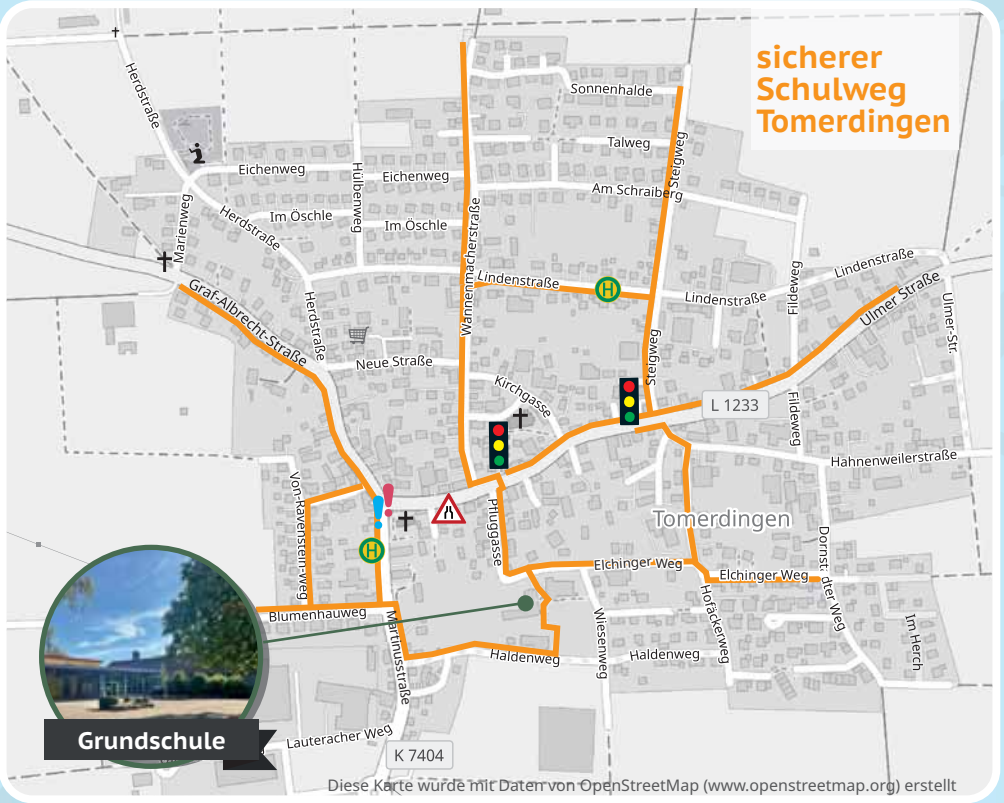 sicherer
Schulweg
Tomerdingen
Herdstraße
Sonnenhalde
Talweg
Steigweg
Eichenweg
Eichenweg
Hülbenweg
Am Schraiberg
Marienweg
Herdstraße
Im Öschle
Im Öschle
Wannenmacherstraße
Lindenstraße
H
Lindenstraße
Lindenstraße
Fildeweg
Ulmer Straße
Ulmer-Str.
Graf-Albrecht-Straße
Herdstraße
Neue Straße
Kirchgasse
Steigweg
L 1233
Fildeweg
Hahnenweilerstraße
Von-Ravenstein-weg
Pfluggasse
Tomerdingen
H
Elchinger Weg
Elchinger Weg
Dornst dter Weg
Hofäckerweg
Wiesenweg
Im Herch
Blumenhauweg
Martinusstraße
Haldenweg
Haldenweg
Grundschule
Lauteracher Weg
K 7404
Diese Karte wurde mit Daten von OpenStreetMap (www.openstreetmap.org) erstellt